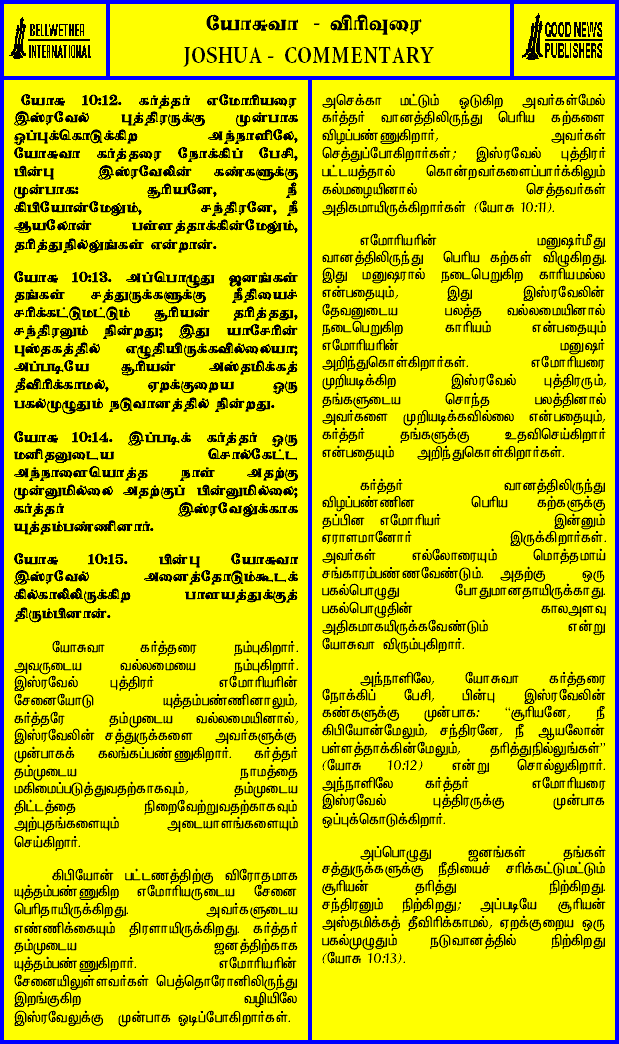 BELLWETHER
INTERNATIONAL
யோசுவா - விரிவுரை
JOSHUA - COMMENTARY
GOOD NEWS
PUBLISHERS
யோசு 10:12. கர்த்தர் எமோரியரை
இஸ்ரவேல் புத்திரருக்கு முன்பாக
ஒப்புக்கொடுக்கிற அந்நாளிலே,
யோசுவா கர்த்தரை நோக்கிப் பேசி,
பின்பு இஸ்ரவேலின் கண்களுக்கு
முன்பாக: சூரியனே, நீ
கிபியோன்மேலும், சந்திரனே, நீ
ஆயலோன் பள்ளத்தாக்கின்மேலும்,
தரித்துநில்லுங்கள் என்றான்.
யோசு 10:13. அப்பொழுது ஜனங்கள்
தங்கள் சத்துருக்களுக்கு நீதியைச்
சரிக்கட்டுமட்டும் சூரியன் தரித்தது,
சந்திரனும் நின்றது; இது யாசேரின்
புஸ்தகத்தில் எழுதியிருக்கவில்லையா;
அப்படியே சூரியன் அஸ்தமிக்கத்
தீவிரிக்காமல், ஏறக்குறைய ஒரு
பகல்முழுதும் நடுவானத்தில் நின்றது.
யோசு 10:14. இப்படிக் கர்த்தர் ஒரு
மனிதனுடைய சொல்கேட்ட
அந்நாளையொத்த நாள் அதற்கு
முன்னுமில்லை அதற்குப் பின்னுமில்லை;
கர்த்தர் இஸ்ரவேலுக்காக
யுத்தம்பண்ணினார்.
யோசு 10:15. பின்பு யோசுவா
இஸ்ரவேல் அனைத்தோடும்கூடக்
கில்காலிலிருக்கிற பாளயத்துக்குத்
திரும்பினான்.
யோசுவா கர்த்தரை நம்புகிறார்.
அவருடைய வல்லமையை நம்புகிறார்.
இஸ்ரவேல் புத்திரர் எமோரியரின்
சேனையோடு யுத்தம்பண்ணினாலும்,
கர்த்தரே தம்முடைய வல்லமையினால்,
இஸ்ரவேலின் சத்துருக்களை அவர்களுக்கு
முன்பாகக் கலங்கப்பண்ணுகிறார். கர்த்தர்
தம்முடைய நாமத்தை
மகிமைப்படுத்துவதற்காகவும், தம்முடைய
திட்டத்தை நிறைவேற்றுவதற்காகவும்
அற்புதங்களையும் அடையாளங்களையும்
செய்கிறார்.
கிபியோன் பட்டணத்திற்கு விரோதமாக
யுத்தம்பண்ணுகிற எமோரியருடைய சேனை
பெரிதாயிருக்கிறது. அவர்களுடைய
எண்ணிக்கையும் திரளாயிருக்கிறது. கர்த்தர்
தம்முடைய ஜனத்திற்காக
யுத்தம்பண்ணுகிறார். எமோரியரின்
சேனையிலுள்ளவர்கள் பெத்தொரோனிலிருந்து
இறங்குகிற வழியிலே
இஸ்ரவேலுக்கு முன்பாக ஓடிப்போகிறார்கள்.
அசெக்கா மட்டும் ஓடுகிற அவர்கள்மேல்
கர்த்தர் வானத்திலிருந்து பெரிய கற்களை
விழப்பண்ணுகிறார், அவர்கள்
செத்துப்போகிறார்கள்; இஸ்ரவேல் புத்திரர்
பட்டயத்தால் கொன்றவர்களைப்பார்க்கிலும்
கல்மழையினால் செத்தவர்கள்
அதிகமாயிருக்கிறார்கள் (யோசு 10:11).
எமோரியரின் மனுஷர்மீது
வானத்திலிருந்து பெரிய கற்கள் விழுகிறது.
இது மனுஷரால் நடைபெறுகிற காரியமல்ல
என்பதையும், இது இஸ்ரவேலின்
தேவனுடைய பலத்த வல்லமையினால்
நடைபெறுகிற காரியம் என்பதையும்
எமோரியரின் மனுஷர்
அறிந்துகொள்கிறார்கள். எமோரியரை
முறியடிக்கிற இஸ்ரவேல் புத்திரரும்,
தங்களுடைய சொந்த பலத்தினால்
அவர்களை முறியடிக்கவில்லை என்பதையும்,
கர்த்தர் தங்களுக்கு உதவிசெய்கிறார்
என்பதையும் அறிந்துகொள்கிறார்கள்.
கர்த்தர் வானத்திலிருந்து
விழப்பண்ணின பெரிய கற்களுக்கு
தப்பின எமோரியர் இன்னும்
ஏராளமானோர் இருக்கிறார்கள்.
அவர்கள் எல்லோரையும் மொத்தமாய்
சங்காரம்பண்ணவேண்டும். அதற்கு ஒரு
பகல்பொழுது போதுமானதாயிருக்காது.
பகல்பொழுதின் காலஅளவு
அதிகமாகயிருக்கவேண்டும் என்று
யோசுவா விரும்புகிறார்.
அந்நாளிலே, யோசுவா கர்த்தரை
நோக்கிப் பேசி, பின்பு இஸ்ரவேலின்
கண்களுக்கு முன்பாக: “சூரியனே, நீ
கிபியோன்மேலும், சந்திரனே, நீ ஆயலோன்
பள்ளத்தாக்கின்மேலும், தரித்துநில்லுங்கள்”
(யோசு 10:12) என்று சொல்லுகிறார்.
அந்நாளிலே கர்த்தர் எமோரியரை
இஸ்ரவேல் புத்திரருக்கு முன்பாக
ஒப்புக்கொடுக்கிறார்.
அப்பொழுது ஜனங்கள் தங்கள்
சத்துருக்களுக்கு நீதியைச் சரிக்கட்டுமட்டும்
சூரியன் தரித்து நிற்கிறது.
சந்திரனும் நிற்கிறது; அப்படியே சூரியன்
அஸ்தமிக்கத் தீவிரிக்காமல், ஏறக்குறைய ஒரு
பகல்முழுதும் நடுவானத்தில் நிற்கிறது
(யோசு 10:13).